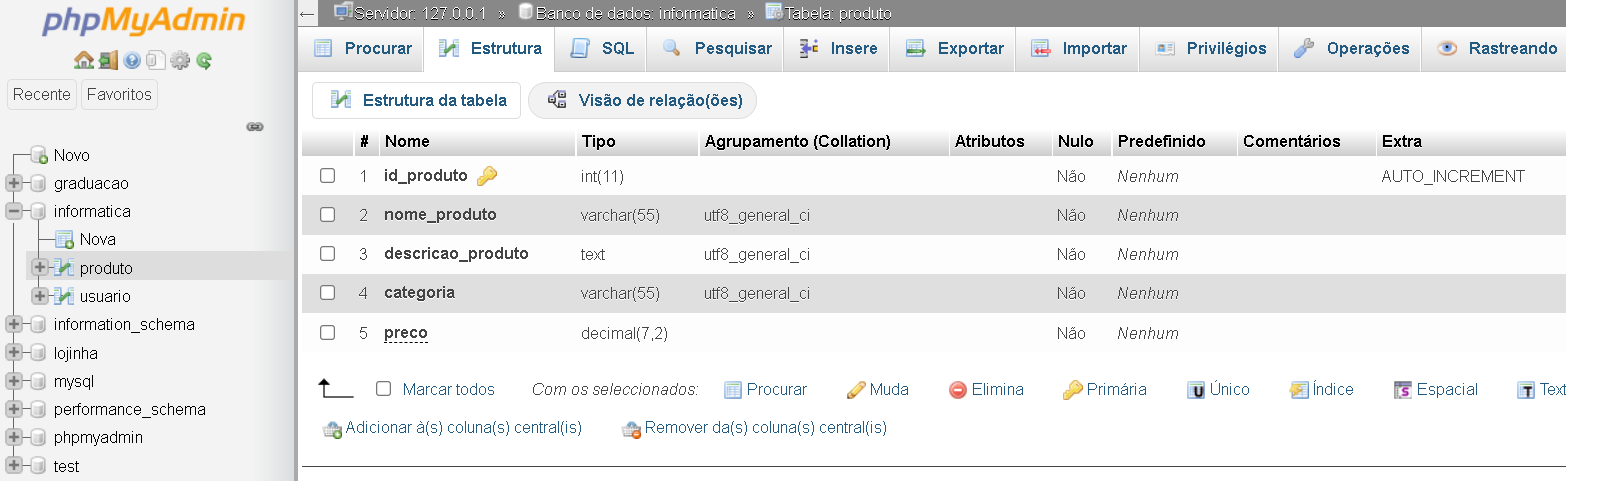 phpMyAdmin
Recente Favoritos
Novo
graduacao
informatica
Nova
produto
usuario
information_schema
lojinha
mysql
performance_schema
phpmyadmin
test
← Servidor: 127.0.0.1 » Banco de dados: informatica » Tabela: produto
Procurar Estrutura SQL Pesquisar Insere Exportar Importar Privilégios Operações Rastreando
Estrutura da tabela Visão de relação(ões)
# Nome Tipo Agrupamento (Collation) Atributos Nulo Predefinido Comentários Extra
1 id_produto int(11) Não Nenhum AUTO_INCREMENT
2 nome_produto varchar(55) utf8_general_ci Não Nenhum
3 descricao_produto text utf8_general_ci Não Nenhum
4 categoria varchar(55) utf8_general_ci Não Nenhum
5 preco decimal(7,2) Não Nenhum
Marcar todos Com os seleccionados: Procurar Muda Elimina Primária Único Índice Espacial Text
Adicionar à(s) coluna(s) central(is) Remover da(s) coluna(s) central(is)